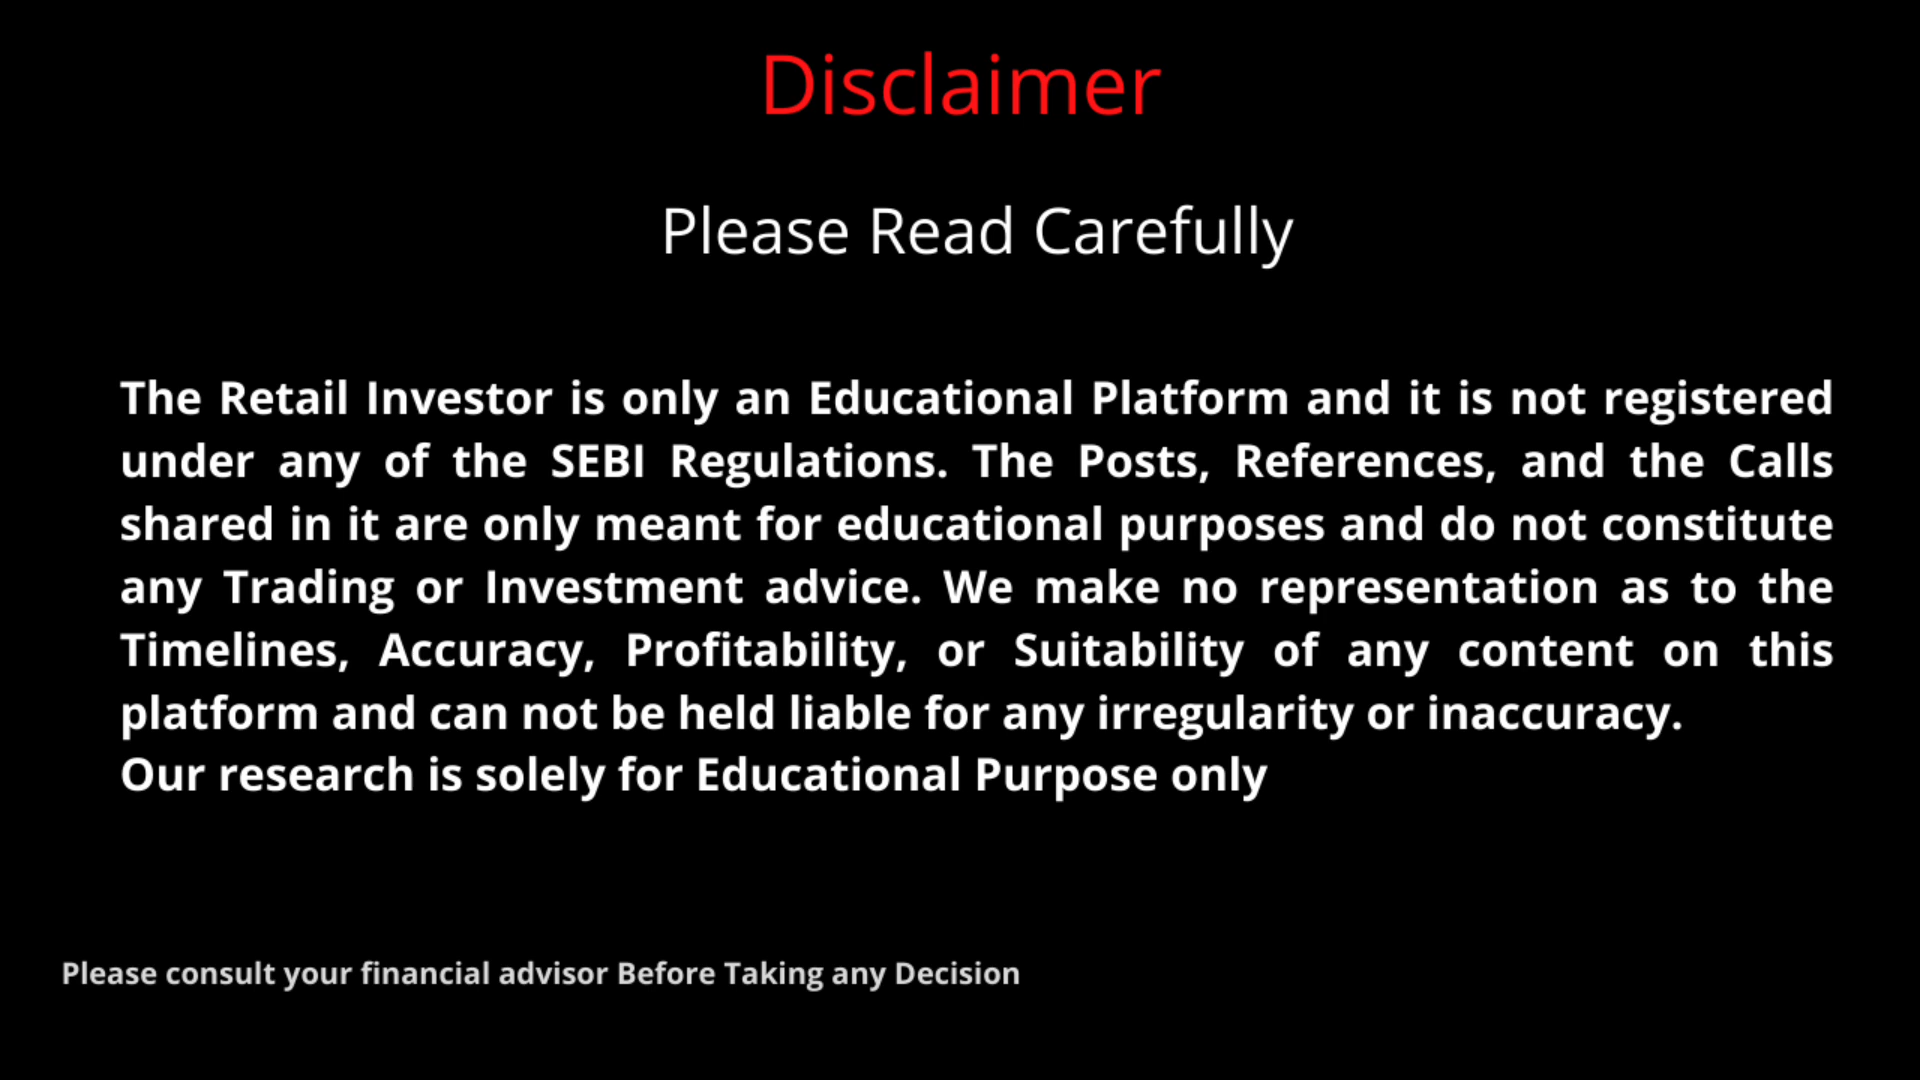 Disclaimer
Please Read Carefully
The Retail Investor is only an Educational Platform and it is not registered
under any of the SEBI Regulations. The Posts, References, and the Calls
shared in it are only meant for educational purposes and do not constitute
any Trading or Investment advice. We make no representation as to the
Timelines, Accuracy, Profitability, or Suitability of any content on this
platform and can not be held liable for any irregularity or inaccuracy.
Our research is solely for Educational Purpose only
Please consult your financial advisor Before Taking any Decision